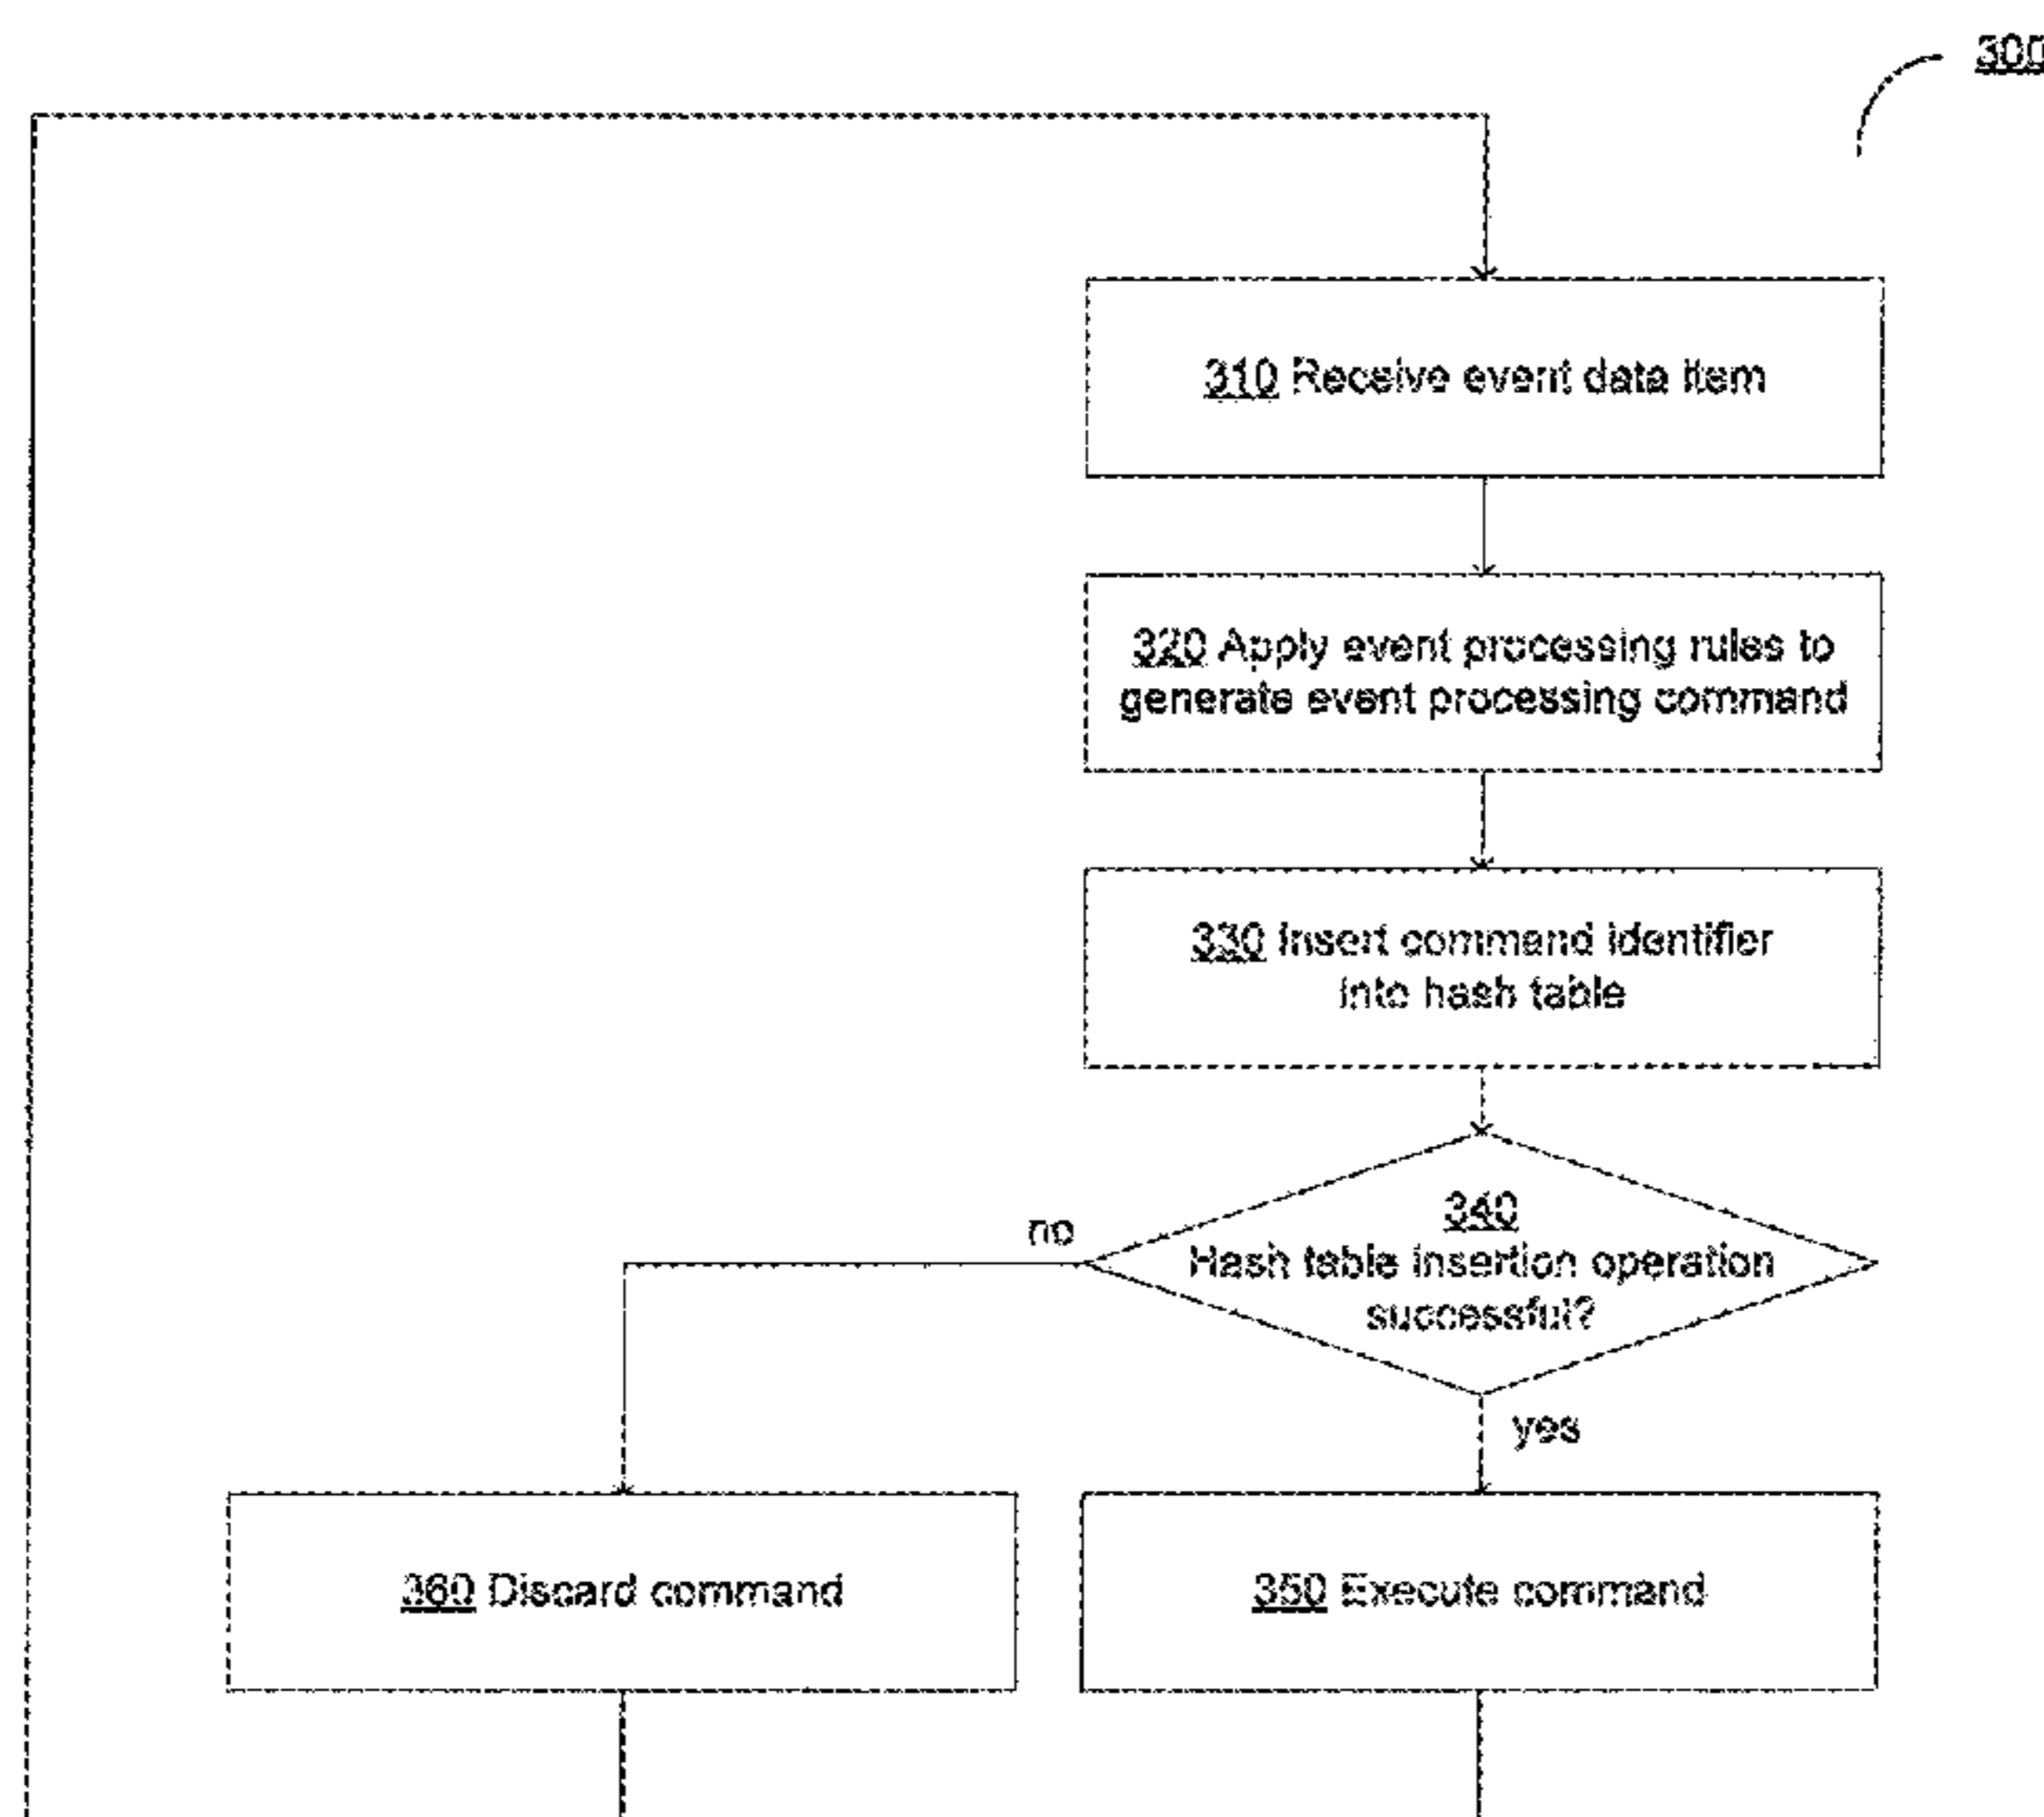 300
310 Receive event data item
320 Apply event processing rules to
generate event processing command
330 Insert command identifier
into hash table
340
Hash table insertion operation
successful?
no
yes
360 Discard command
350 Execute command